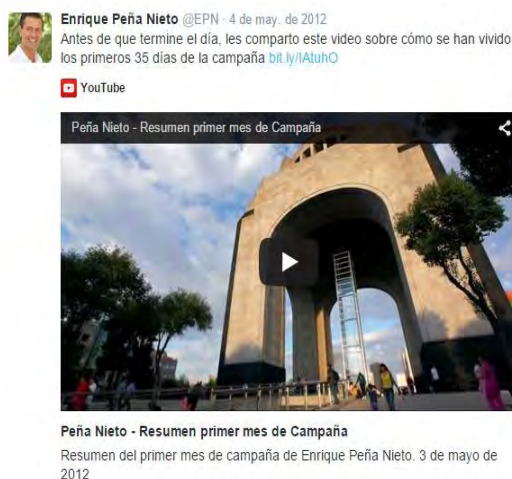 Enrique Peña Nieto @EPN · 4 de may. de 2012
Antes de que termine el día, les comparto este video sobre cómo se han vivido
los primeros 35 días de la campaña bit.ly/IAtuhO
YouTube
Peña Nieto - Resumen primer mes de Campaña
Peña Nieto - Resumen primer mes de Campaña
Resumen del primer mes de campaña de Enrique Peña Nieto. 3 de mayo de
2012